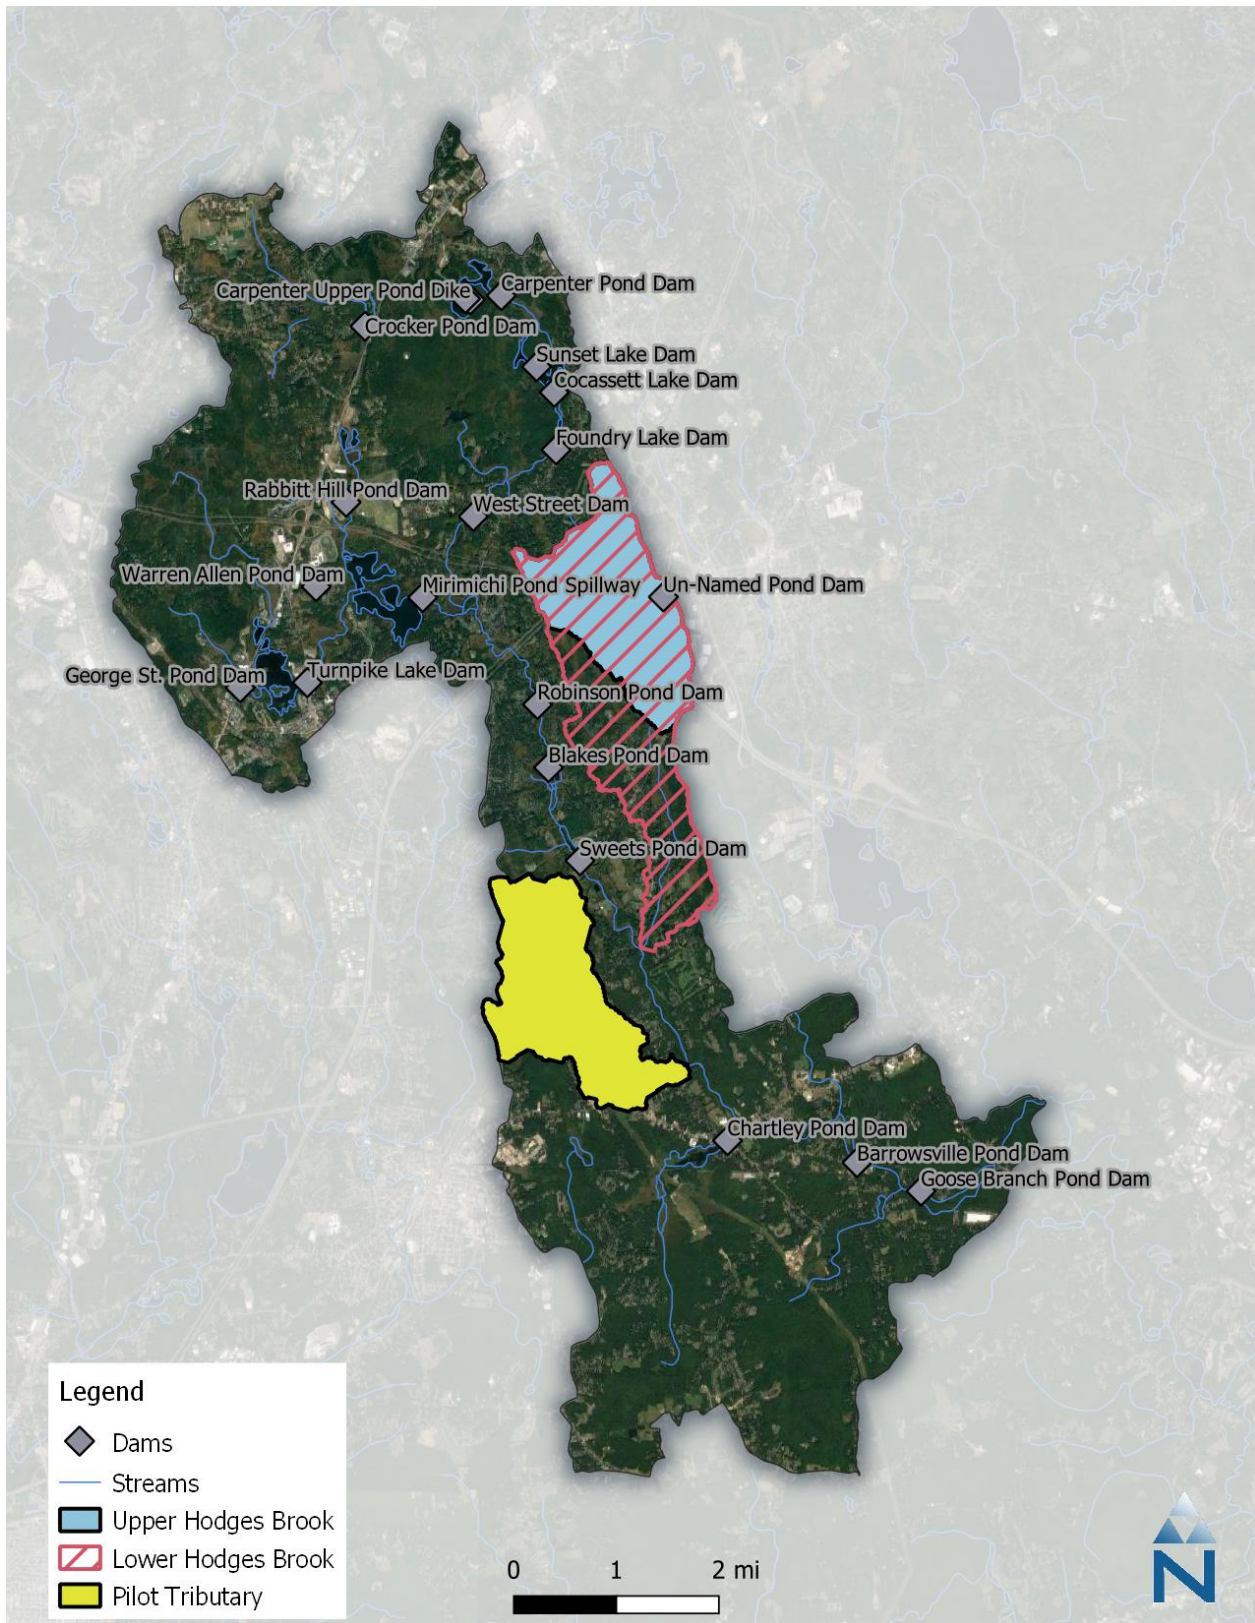 Carpenter Upper Pond Dike
Carpenter Pond Dam
Crocker Pond Dam
Sunset Lake Dam
Cocassett Lake Dam
Foundry Lake Dam
Rabbitt Hill Pond Dam
West Street Dam
Warren Allen Pond Dam
Mirimichi Pond Spillway
Un-Named Pond Dam
George St. Pond Dam
Turnpike Lake Dam
Robinson Pond Dam
Blakes Pond Dam
Sweets Pond Dam
Chartley Pond Dam
Barrowsville Pond Dam
Goose Branch Pond Dam
Legend
Dams
Streams
Upper Hodges Brook
Lower Hodges Brook
Pilot Tributary
0 1 2 mi
N